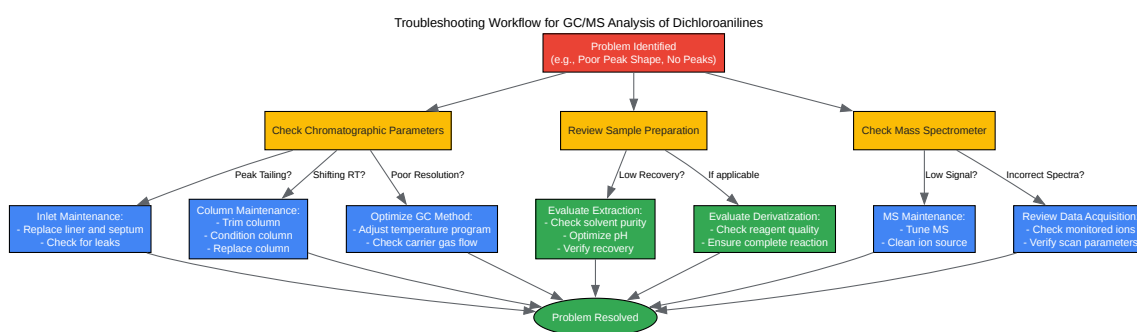 Troubleshooting Workflow for GC/MS Analysis of Dichloroanilines
Problem Identified
(e.g., Poor Peak Shape, No Peaks)
Check Chromatographic Parameters
Review Sample Preparation
Check Mass Spectrometer
Peak Tailing?
Shifting RT?
Poor Resolution?
Low Recovery?
If applicable
Low Signal?
Incorrect Spectra?
Inlet Maintenance:
- Replace liner and septum
- Check for leaks
Column Maintenance:
- Trim column
- Condition column
- Replace column
Optimize GC Method:
- Adjust temperature program
- Check carrier gas flow
Evaluate Extraction:
- Check solvent purity
- Optimize pH
- Verify recovery
Evaluate Derivatization:
- Check reagent quality
- Ensure complete reaction
MS Maintenance:
- Tune MS
- Clean ion source
Review Data Acquisition
- Check monitored ions
- Verify scan parameters
Problem Resolved